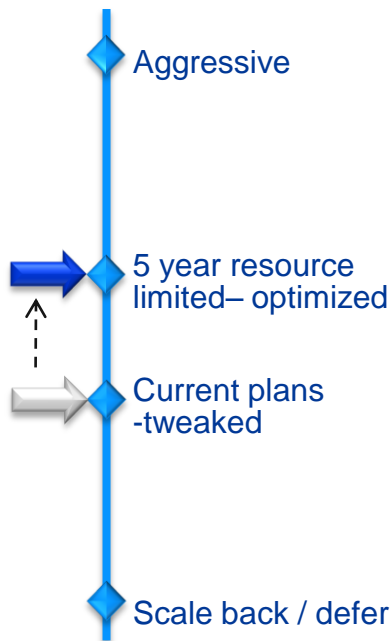 Aggressive
5 year resource
limited– optimized
Current plans
-tweaked
Scale back / defer